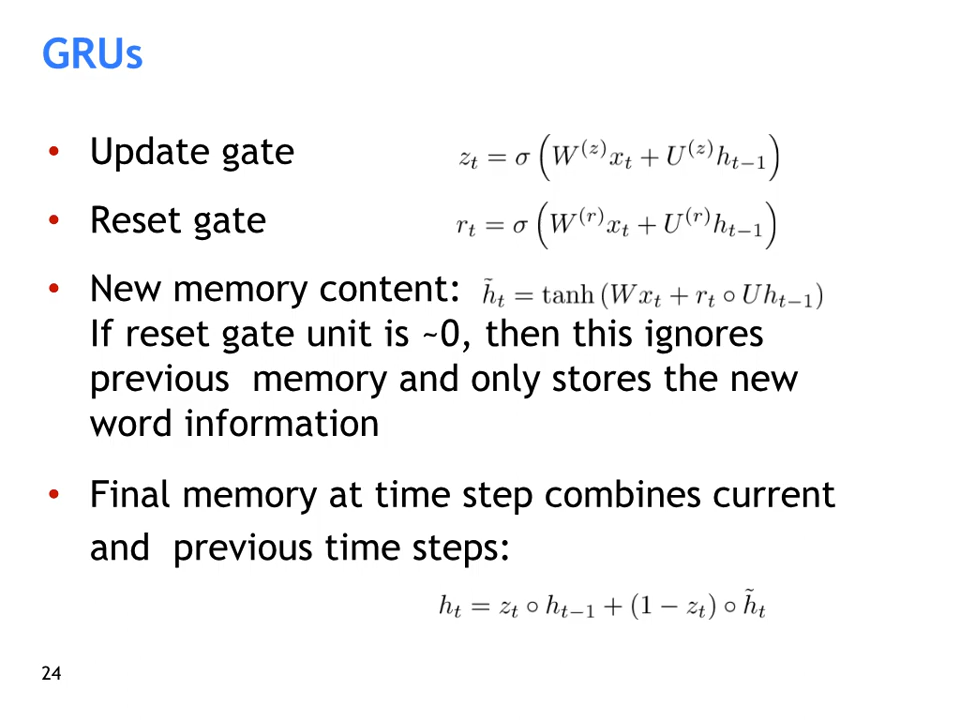 GRUs
• Update gate z_t = σ(W^{(z)}x_t + U^{(z)}h_{t−1})
• Reset gate r_t = σ(W^{(r)}x_t + U^{(r)}h_{t−1})
• New memory content: h̃_t = tanh(Wx_t + r_t ∘ Uh_{t−1})
If reset gate unit is ~0, then this ignores
previous memory and only stores the new
word information
• Final memory at time step combines current
and previous time steps:
h_t = z_t ∘ h_{t−1} + (1 − z_t) ∘ h̃_t
24